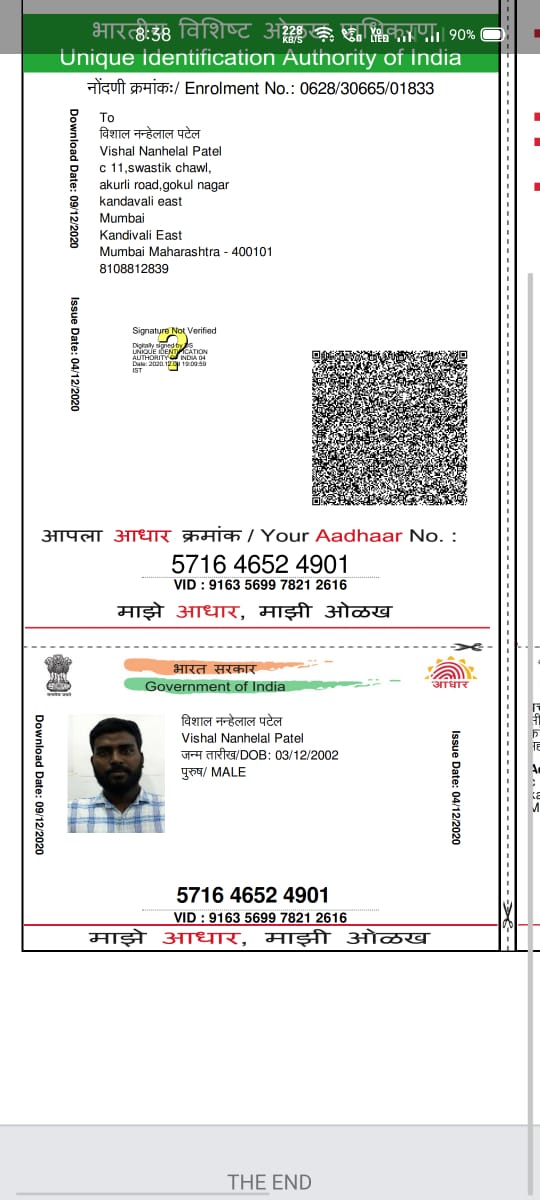 8:38
228 KB/S
Vo LTE
90%
भारतीय विशिष्ट ओळख प्राधिकरण
Unique Identification Authority of India
नोंदणी क्रमांकः/ Enrolment No.: 0628/30665/01833
To
विशाल नन्हेलाल पटेल
Vishal Nanhelal Patel
c 11,swastik chawl,
akurli road,gokul nagar
kandavali east
Mumbai
Kandivali East
Mumbai Maharashtra - 400101
8108812839
Download Date: 09/12/2020
Issue Date: 04/12/2020
Signature Not Verified
Digitally signed by DS
UNIQUE IDENTIFICATION
AUTHORITY OF INDIA 04
Date: 2020.12.09 19:09:59
IST
आपला आधार क्रमांक / Your Aadhaar No. :
5716 4652 4901
VID : 9163 5699 7821 2616
माझे आधार, माझी ओळख
भारत सरकार
Government of India
आधार
Download Date: 09/12/2020
विशाल नन्हेलाल पटेल
Vishal Nanhelal Patel
जन्म तारीख/DOB: 03/12/2002
पुरुष/ MALE
Issue Date: 04/12/2020
5716 4652 4901
VID : 9163 5699 7821 2616
माझे आधार, माझी ओळख
THE END